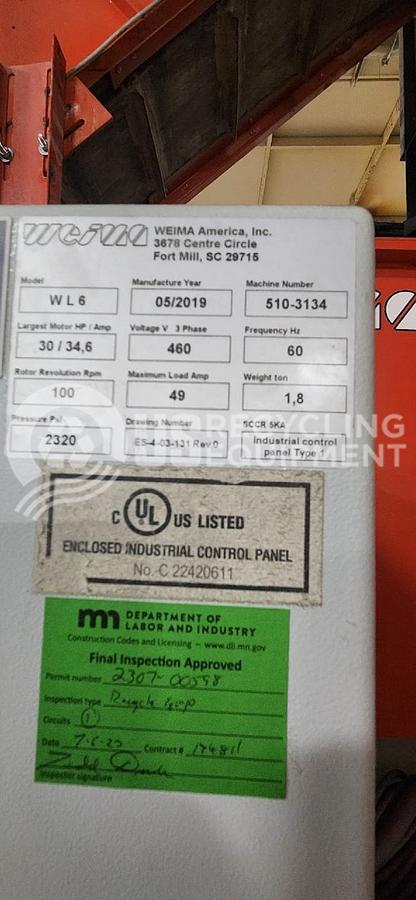 WEIMA WEIMA America, Inc.
3678 Centre Circle
Fort Mill, SC 29715
Model Manufacture Year Machine Number
WL6 05/2019 510-3134
Largest Motor HP / Amp Voltage V 3 Phase Frequency Hz
30 / 34,6 460 60
Rotor Revolution Rpm Maximum Load Amp Weight ton
100 49 1,8
Pressure Psi Drawing Number SCCR 5KA
2320 ES-4-03-131 Rev.0 Industrial control
panel Type 1
RECYCLING
EQUIPMENT
C UL US LISTED
ENCLOSED INDUSTRIAL CONTROL PANEL
No. C 22420611
mn DEPARTMENT OF
LABOR AND INDUSTRY
Construction Codes and Licensing – www.dli.mn.gov
Final Inspection Approved
Permit number 2307-00598
Inspection type Recycle Equip
Circuits 1
Date 7-6-23 Contract #
Inspector signature